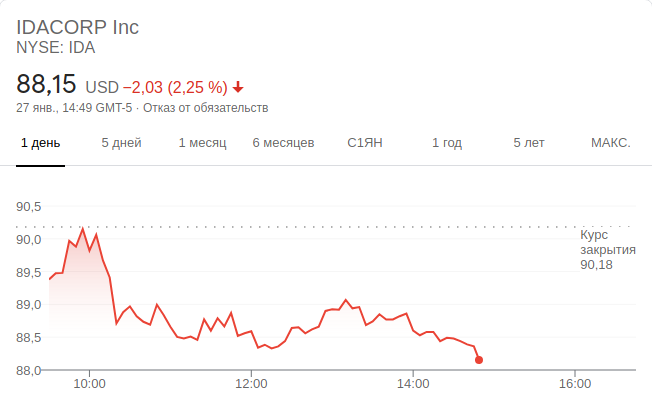 IDACORP Inc
NYSE: IDA
88,15 USD −2,03 (2,25 %)
27 янв., 14:49 GMT-5 · Отказ от обязательств
1 день 5 дней 1 месяц 6 месяцев С1ЯН 1 год 5 лет МАКС.
90,5
90,0
89,5
89,0
88,5
88,0
Курс
закрытия
90,18
10:00 12:00 14:00 16:00